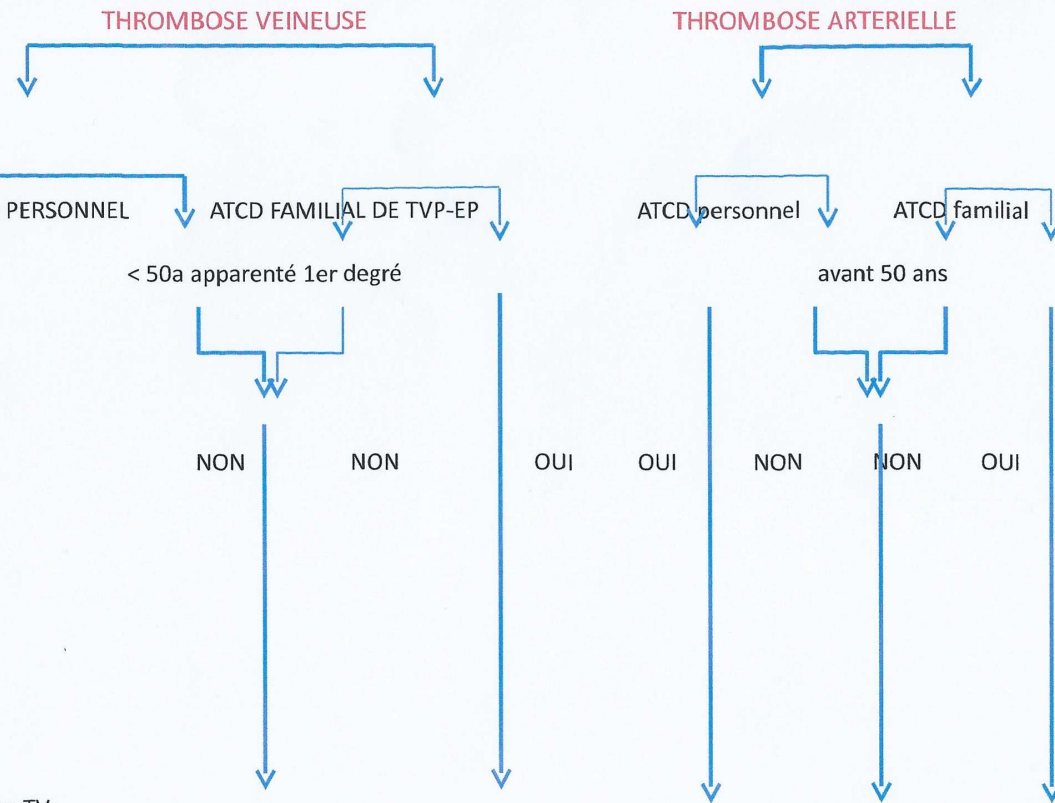 THROMBOSE VEINEUSE THROMBOSE ARTERIELLE
PERSONNEL ATCD FAMILIAL DE TVP-EP ATCD personnel ATCD familial
< 50a apparenté 1er degré avant 50 ans
NON NON OUI OUI NON NON OUI
TV